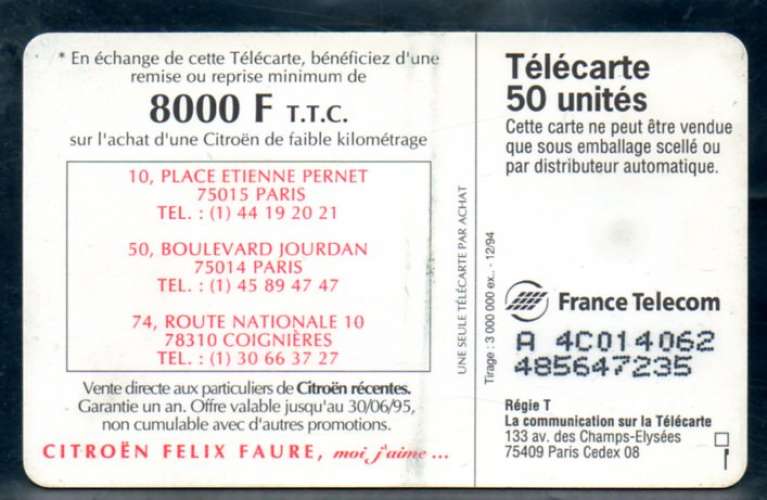 * En échange de cette Télécarte, bénéficiez d'une
remise ou reprise minimum de
8000 F T.T.C.
sur l'achat d'une Citroën de faible kilométrage
10, PLACE ETIENNE PERNET
75015 PARIS
TEL. : (1) 44 19 20 21
50, BOULEVARD JOURDAN
75014 PARIS
TEL. : (1) 45 89 47 47
74, ROUTE NATIONALE 10
78310 COIGNIÈRES
TEL. : (1) 30 66 37 27
Vente directe aux particuliers de Citroën récentes.
Garantie un an. Offre valable jusqu'au 30/06/95,
non cumulable avec d'autres promotions.
CITROËN FELIX FAURE, moi, j'aime ...
UNE SEULE TÉLÉCARTE PAR ACHAT
Tirage : 3 000 000 ex.. - 12/94
Télécarte
50 unités
Cette carte ne peut être vendue
que sous emballage scellé ou
par distributeur automatique.
France Telecom
A 4C014062
485647235
Régie T
La communication sur la Télécarte
133 av. des Champs-Elysées
75409 Paris Cedex 08